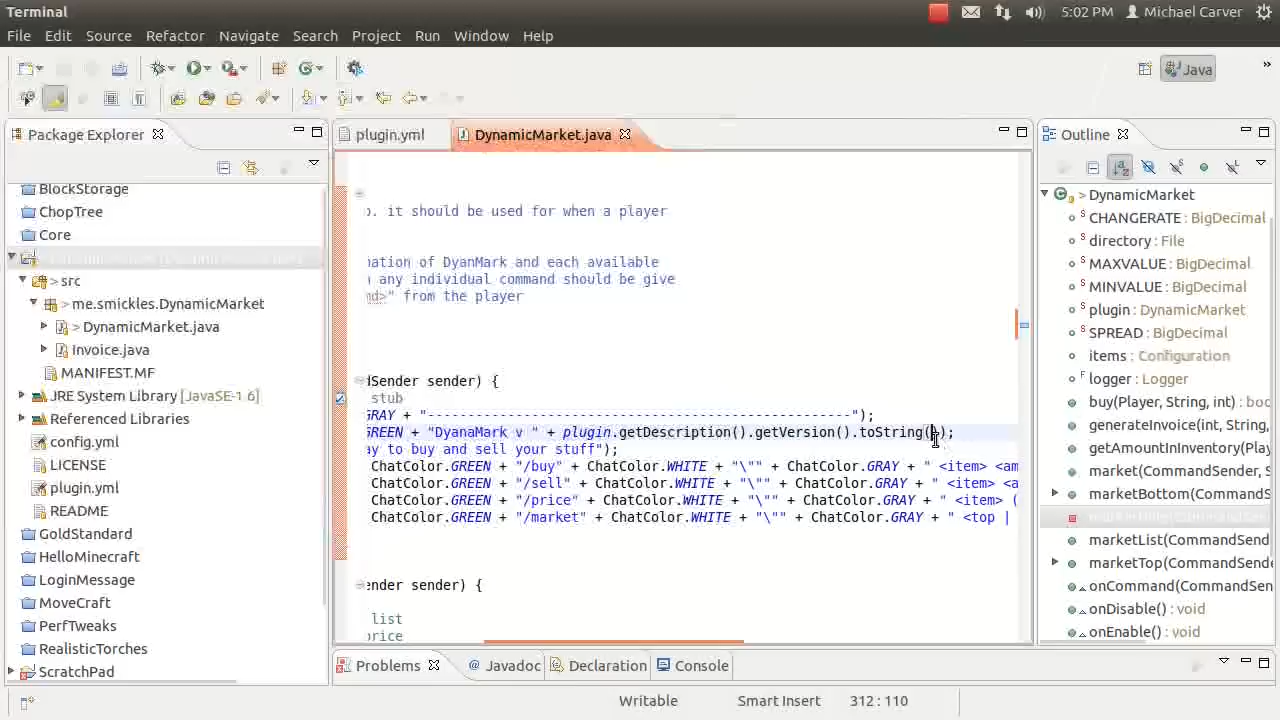 Terminal
5:02 PM Michael Carver
File Edit Source Refactor Navigate Search Project Run Window Help
Java »
Package Explorer
BlockStorage
ChopTree
Core
> src
> me.smickles.DynamicMarket
> DynamicMarket.java
Invoice.java
MANIFEST.MF
JRE System Library [JavaSE-1.6]
Referenced Libraries
config.yml
LICENSE
plugin.yml
README
GoldStandard
HelloMinecraft
LoginMessage
MoveCraft
PerfTweaks
RealisticTorches
> ScratchPad
plugin.yml
DynamicMarket.java
o. it should be used for when a player
nation of DyanMark and each available
n any individual command should be give
nd>" from the player
dSender sender) {
stub
GRAY + "-----------------------------------------------------");
GREEN + "DyanaMark v " + plugin.getDescription().getVersion().toString());
ay to buy and sell your stuff");
ChatColor.GREEN + "/buy" + ChatColor.WHITE + "\"" + ChatColor.GRAY + " <item> <am
ChatColor.GREEN + "/sell" + ChatColor.WHITE + "\"" + ChatColor.GRAY + " <item> <a
ChatColor.GREEN + "/price" + ChatColor.WHITE + "\"" + ChatColor.GRAY + " <item> (
ChatColor.GREEN + "/market" + ChatColor.WHITE + "\"" + ChatColor.GRAY + " <top |
ender sender) {
list
price
Outline
> DynamicMarket
CHANGERATE : BigDecimal
directory : File
MAXVALUE : BigDecimal
MINVALUE : BigDecimal
plugin : DynamicMarket
SPREAD : BigDecimal
items : Configuration
logger : Logger
buy(Player, String, int) : boo
generateInvoice(int, String,
getAmountInInventory(Play
market(CommandSender, S
marketBottom(CommandS
marketList(CommandSend
marketTop(CommandSend
onCommand(CommandSen
onDisable() : void
onEnable() : void
Problems
@ Javadoc
Declaration
Console
Writable
Smart Insert
312 : 110